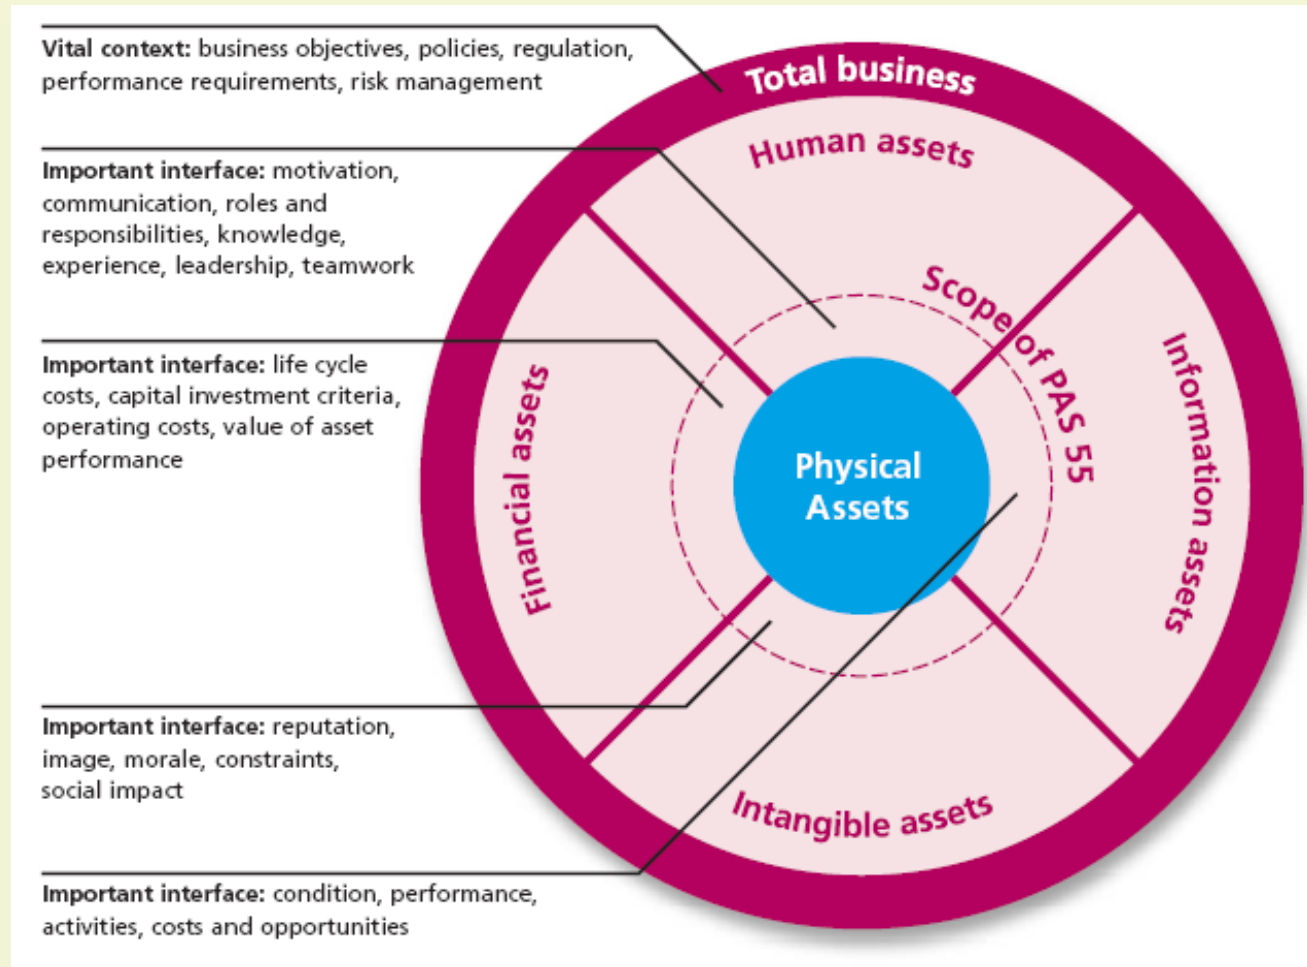 Vital context: business objectives, policies, regulation,
performance requirements, risk management
Important interface: motivation,
communication, roles and
responsibilities, knowledge,
experience, leadership, teamwork
Important interface: life cycle
costs, capital investment criteria,
operating costs, value of asset
performance
Important interface: reputation,
image, morale, constraints,
social impact
Important interface: condition, performance,
activities, costs and opportunities
Total business
Human assets
Scope of PAS 55
Information assets
Financial assets
Physical
Assets
Intangible assets